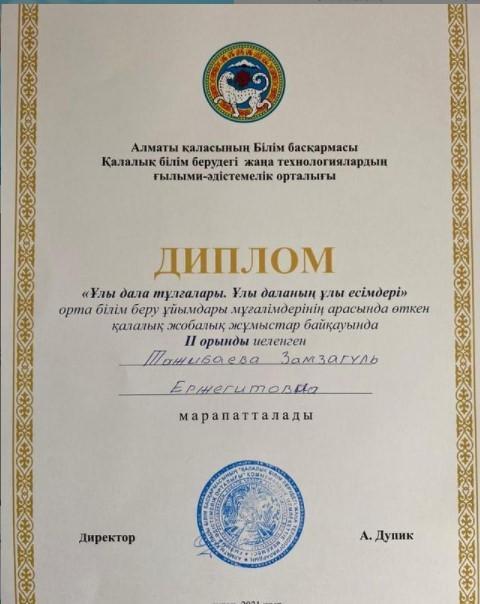 Алматы қаласының Білім басқармасы
Қалалық білім берудегі жаңа технологиялардың
ғылыми-әдістемелік орталығы
ДИПЛОМ
«Ұлы дала тұлғалары. Ұлы даланың ұлы есімдері»
орта білім беру ұйымдары мұғалімдерінің арасында өткен
қалалық жобалық жұмыстар байқауында
II орынды иеленген
Тажибаева Замзагуль
Ержегитовна
марапатталады
Директор
А. Дупик